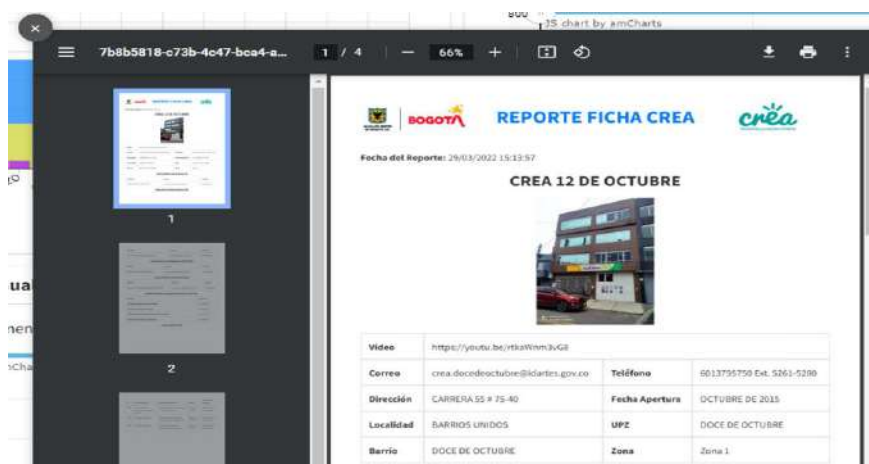 800
JS chart by amCharts
7b8b5818-c73b-4c47-bca4-a...
1 / 4
66%
BOGOTÁ
REPORTE FICHA CREA
crea
Fecha del Reporte: 29/03/2022 15:13:57
CREA 12 DE OCTUBRE
1
2
Video https://youtu.be/rtkaWnm3vG8
Correo crea.docedeoctubre@idartes.gov.co Teléfono 6013795750 Ext. 5261-5280
Dirección CARRERA 55 # 75-40 Fecha Apertura OCTUBRE DE 2015
Localidad BARRIOS UNIDOS UPZ DOCE DE OCTUBRE
Barrio DOCE DE OCTUBRE Zona Zona 1